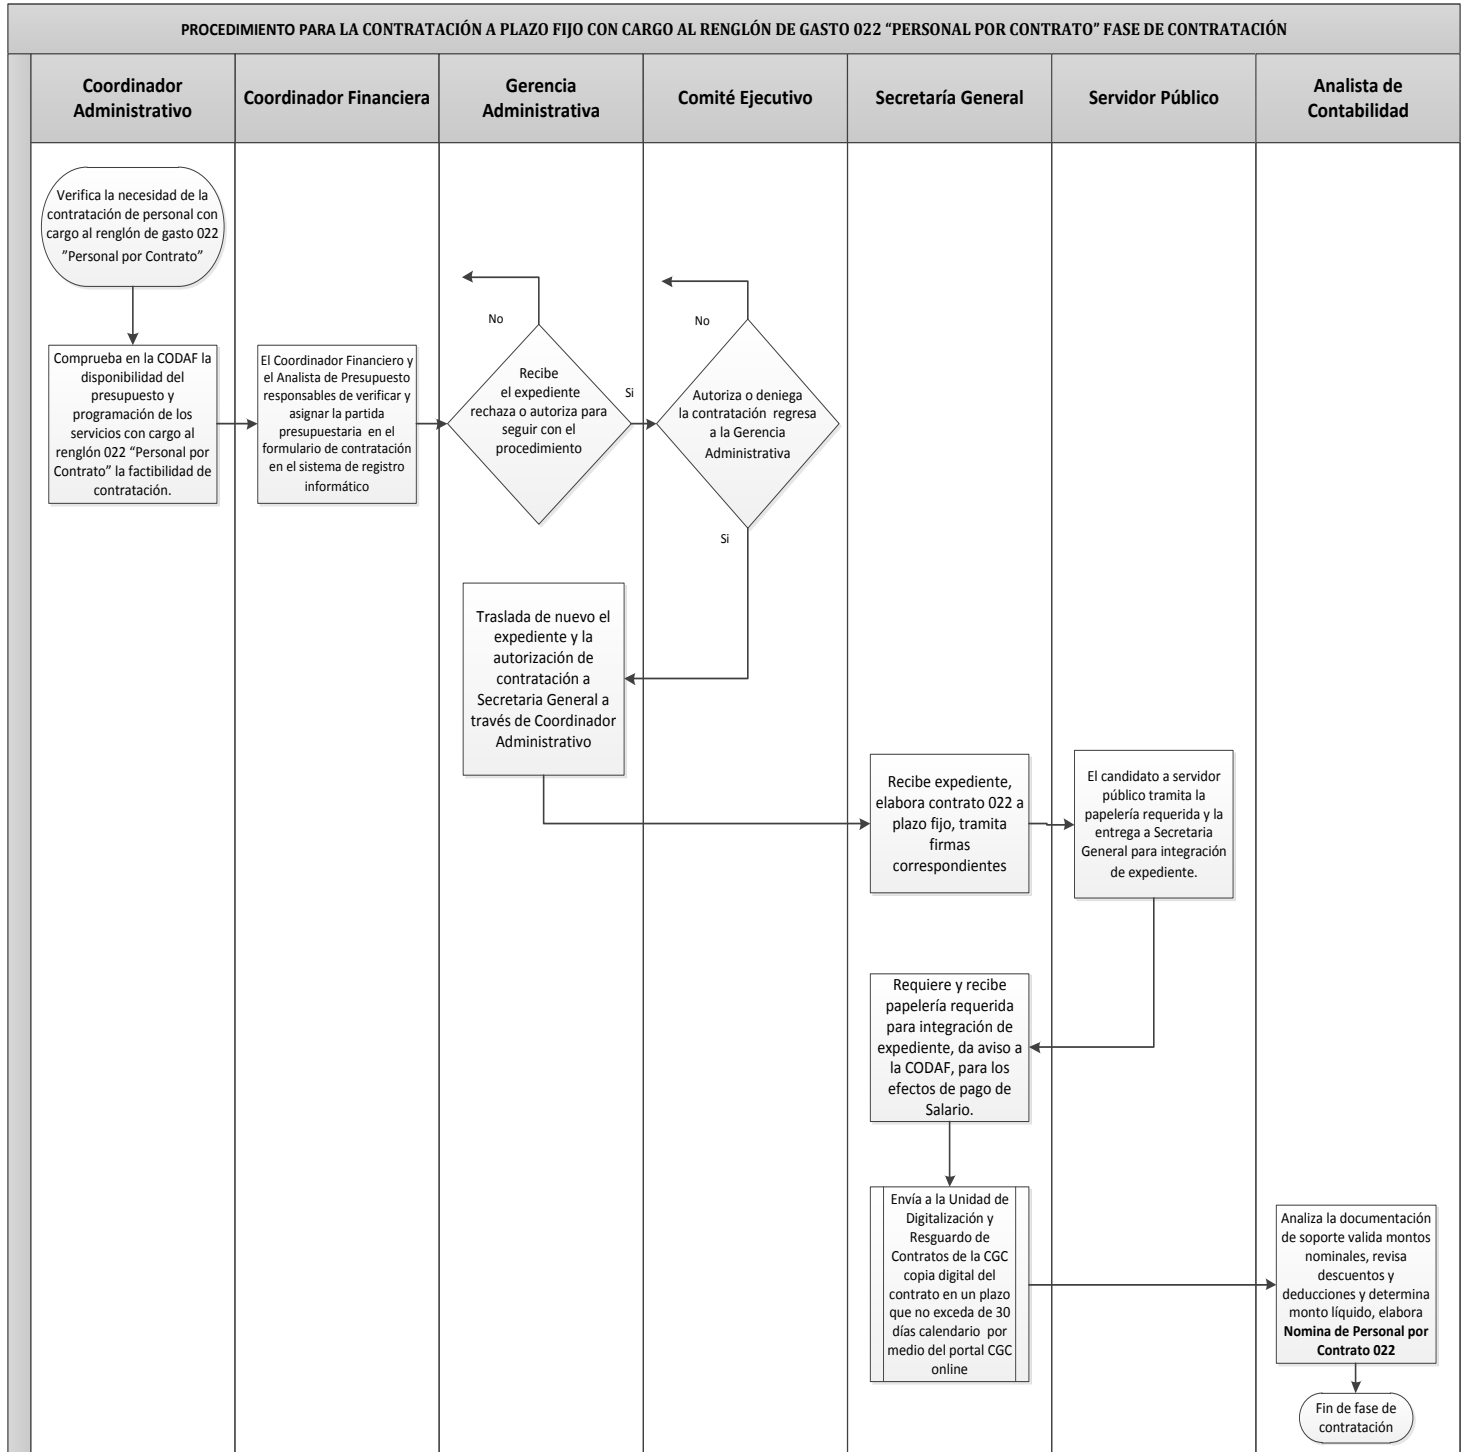 PROCEDIMIENTO PARA LA CONTRATACIÓN A PLAZO FIJO CON CARGO AL RENGLÓN DE GASTO 022 “PERSONAL POR CONTRATO” FASE DE CONTRATACIÓN
Coordinador
Administrativo
Coordinador Financiera
Gerencia
Administrativa
Comité Ejecutivo
Secretaría General
Servidor Público
Analista de
Contabilidad
Verifica la necesidad de la
contratación de personal con
cargo al renglón de gasto 022
”Personal por Contrato”
Comprueba en la CODAF la
disponibilidad del
presupuesto y
programación de los
servicios con cargo al
renglón 022 “Personal por
Contrato” la factibilidad de
contratación.
El Coordinador Financiero y
el Analista de Presupuesto
responsables de verificar y
asignar la partida
presupuestaria en el
formulario de contratación
en el sistema de registro
informático
No
Recibe
el expediente
rechaza o autoriza para
seguir con el
procedimiento
Si
No
Autoriza o deniega
la contratación regresa
a la Gerencia
Administrativa
Si
Traslada de nuevo el
expediente y la
autorización de
contratación a
Secretaria General a
través de Coordinador
Administrativo
Recibe expediente,
elabora contrato 022 a
plazo fijo, tramita
firmas
correspondientes
El candidato a servidor
público tramita la
papelería requerida y la
entrega a Secretaria
General para integración
de expediente.
Requiere y recibe
papelería requerida
para integración de
expediente, da aviso a
la CODAF, para los
efectos de pago de
Salario.
Envía a la Unidad de
Digitalización y
Resguardo de
Contratos de la CGC
copia digital del
contrato en un plazo
que no exceda de 30
días calendario por
medio del portal CGC
online
Analiza la documentación
de soporte valida montos
nominales, revisa
descuentos y
deducciones y determina
monto líquido, elabora
Nomina de Personal por
Contrato 022
Fin de fase de
contratación